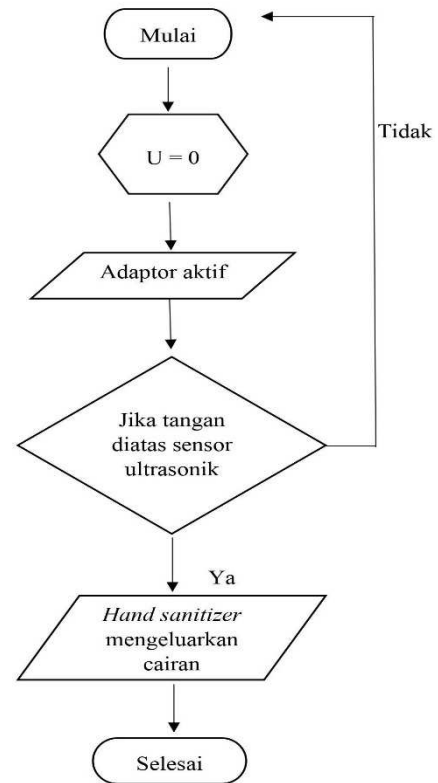 Mulai
Tidak
U = 0
Adaptor aktif
Jika tangan
diatas sensor
ultrasonik
Ya
Hand sanitizer
mengeluarkan
cairan
Selesai